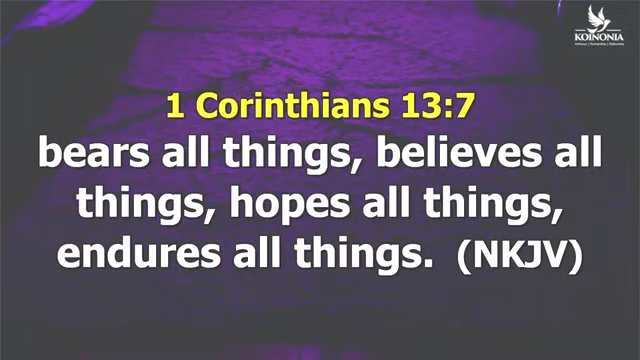 KOINONIA
1 Corinthians 13:7
bears all things, believes all
things, hopes all things,
endures all things. (NKJV)